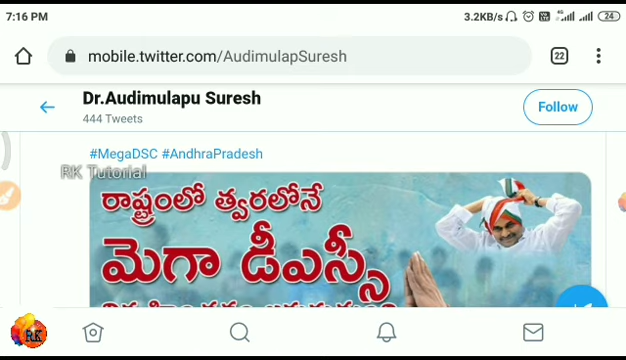 7:16 PM 3.2KB/s 4G 24
mobile.twitter.com/AudimulapSuresh 22
Dr.Audimulapu Suresh
444 Tweets
Follow
#MegaDSC #AndhraPradesh
RK Tutorial
రాష్ట్రంలో త్వరలోనే
మెగా డీఎస్సీ
RK